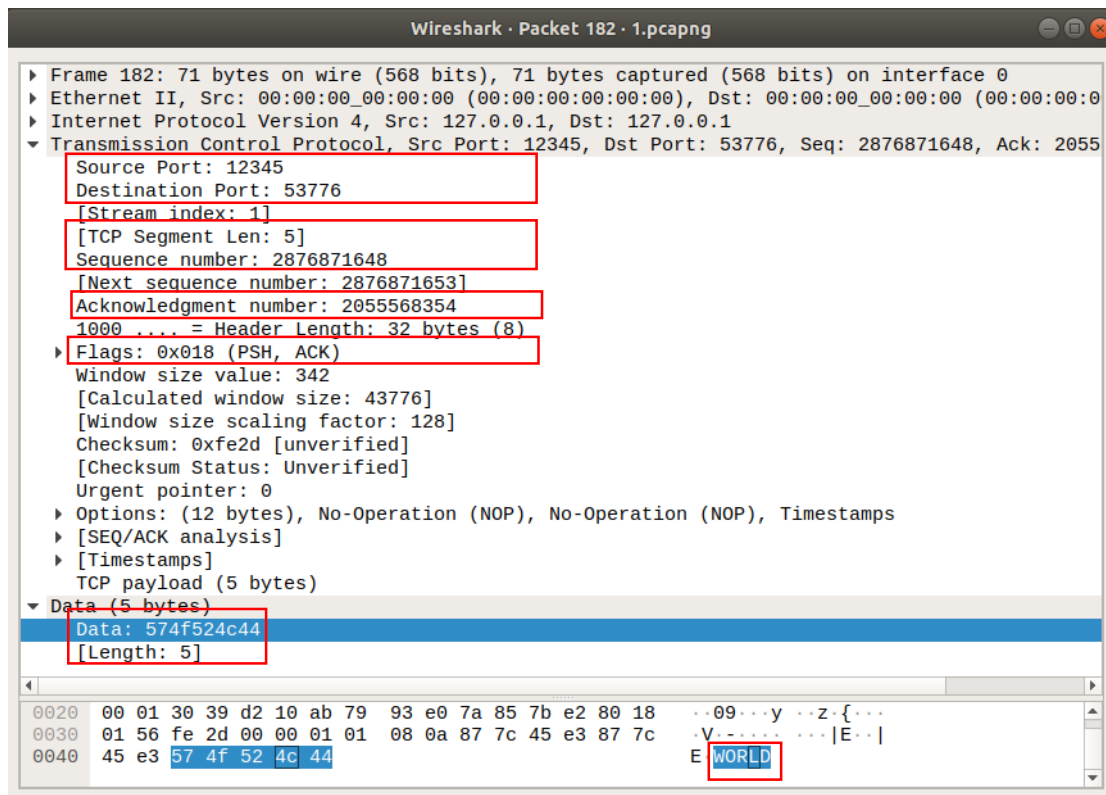 Wireshark · Packet 182 · 1.pcapng
Frame 182: 71 bytes on wire (568 bits), 71 bytes captured (568 bits) on interface 0
Ethernet II, Src: 00:00:00_00:00:00 (00:00:00:00:00:00), Dst: 00:00:00_00:00:00 (00:00:00:0
Internet Protocol Version 4, Src: 127.0.0.1, Dst: 127.0.0.1
Transmission Control Protocol, Src Port: 12345, Dst Port: 53776, Seq: 2876871648, Ack: 2055
Source Port: 12345
Destination Port: 53776
[Stream index: 1]
[TCP Segment Len: 5]
Sequence number: 2876871648
[Next sequence number: 2876871653]
Acknowledgment number: 2055568354
1000 .... = Header Length: 32 bytes (8)
Flags: 0x018 (PSH, ACK)
Window size value: 342
[Calculated window size: 43776]
[Window size scaling factor: 128]
Checksum: 0xfe2d [unverified]
[Checksum Status: Unverified]
Urgent pointer: 0
Options: (12 bytes), No-Operation (NOP), No-Operation (NOP), Timestamps
[SEQ/ACK analysis]
[Timestamps]
TCP payload (5 bytes)
Data (5 bytes)
Data: 574f524c44
[Length: 5]
0020 00 01 30 39 d2 10 ab 79 93 e0 7a 85 7b e2 80 18 ··09···y ··z·{···
0030 01 56 fe 2d 00 00 01 01 08 0a 87 7c 45 e3 87 7c ·V·-···· ···|E··|
0040 45 e3 57 4f 52 4c 44 E·WORLD